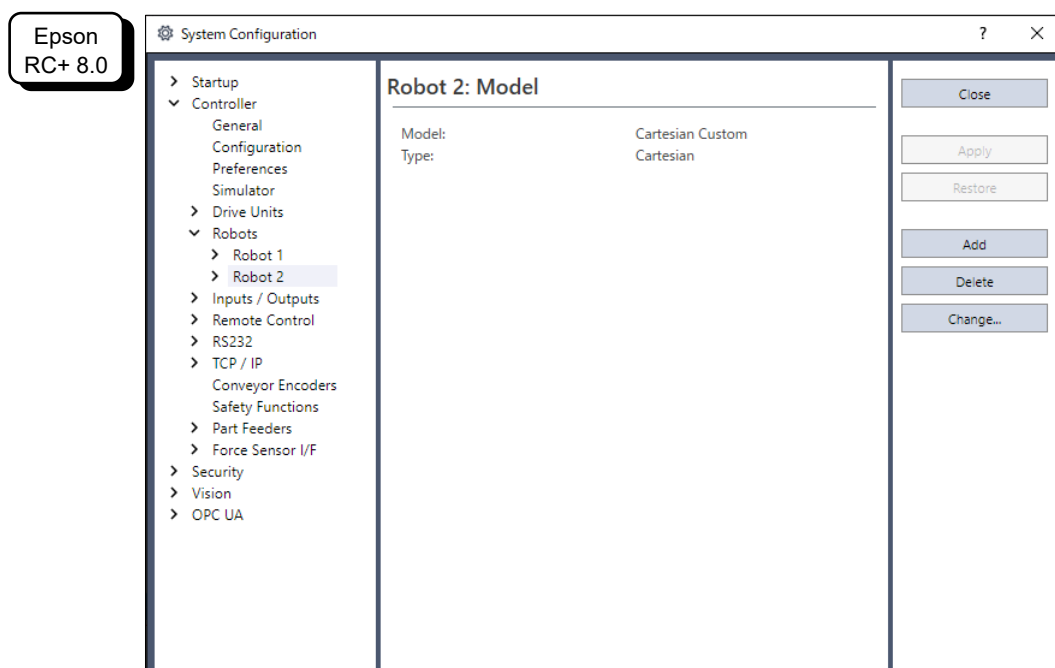 Epson
RC+ 8.0
System Configuration
?
Startup
Controller
General
Configuration
Preferences
Simulator
Drive Units
Robots
Robot 1
Robot 2
Inputs / Outputs
Remote Control
RS232
TCP / IP
Conveyor Encoders
Safety Functions
Part Feeders
Force Sensor I/F
Security
Vision
OPC UA
Robot 2: Model
Model: Cartesian Custom
Type: Cartesian
Close
Apply
Restore
Add
Delete
Change...